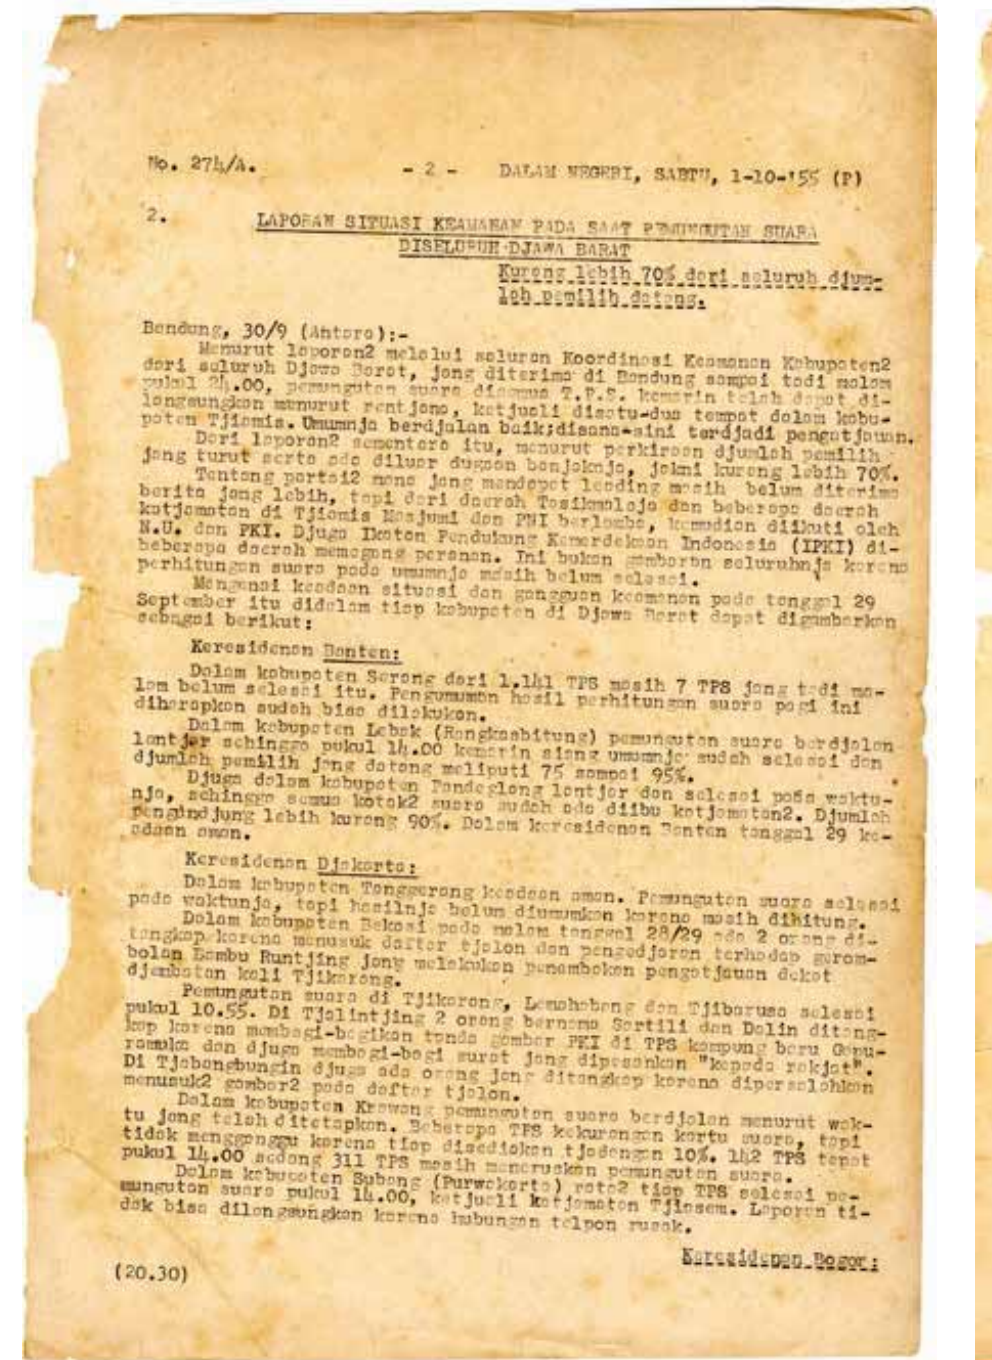 No. 274/A. - 2 - DALAM NEGERI, SABTU, 1-10-'55 (P)
2. LAPORAN SITUASI KEAMANAN PADA SAAT PEMUNGUTAN SUARA
DISELURUH DJAWA BARAT
Kurang lebih 70% dari seluruh djum-
lah pemilih datang.
Bandung, 30/9 (Antara):-
Menurut laporan2 melalui saluran Koordinasi Keamanan Kabupaten2
dari seluruh Djawa Barat, jang diterima di Bandung sampai tadi malam
pukul 24.00, pemungutan suara disemua T.P.S. kemarin telah dapat di-
langsungkan menurut rentjana, ketjuali disatu-dua tempat dalam kabu-
paten Tjiamis. Umumnja berdjalan baik;disana-sini terdjadi pengatjauan.
Dari laporan2 sementara itu, menurut perkiraan djumlah pemilih
jang turut serta ada diluar dugaan banjaknja, jakni kurang lebih 70%.
Tentang partai2 mana jang mendapat leading masih belum diterima
berita jang lebih, tapi dari daerah Tasikmalaja dan beberapa daerah
katjamatan di Tjiamis Masjumi dan PNI berlomba, kemudian diikuti oleh
N.U. dan PKI. Djuga Ikatan Pendukung Kemerdekaan Indonesia (IPKI) di-
beberapa daerah memegang peranan. Ini bukan gambaran seluruhnja karena
perhitungan suara pada umumnja masih belum selesai.
Mengenai keadaan situasi dan gangguan keamanan pada tanggal 29
September itu didalam tiap kabupaten di Djawa Barat dapat digambarkan
sebagai berikut:
Keresidenan Banten:
Dalam kabupaten Serang dari 1.141 TPS masih 7 TPS jang tadi ma-
lam belum selesai itu. Pengumuman hasil perhitungan suara pagi ini
diharapkan sudah bisa dilakukan.
Dalam kabupaten Lebak (Rangkasbitung) pemungutan suara berdjalan
lantjar sehingga pukul 14.00 kemarin siang umumnja sudah selesai dan
djumlah pemilih jang datang meliputi 75 sampai 95%.
Djuga dalam kabupaten Pandeglang lantjar dan selesai pada waktu-
nja, sehingga semua kotak2 suara sudah ada diibu katjamatan2. Djumlah
pengundjung lebih kurang 90%. Dalam keresidenan Banten tanggal 29 ke-
adaan aman.
Keresidenan Djakarta:
Dalam kabupaten Tanggerang keadaan aman. Pemungutan suara selesai
pada waktunja, tapi hasilnja belum diumumkan karena masih dihitung.
Dalam kabupaten Bekasi pada malam tanggal 28/29 ada 2 orang di-
tangkap karena menusuk daftar tjalon dan pengedjaran terhadap gerom-
bolan Bambu Runtjing jang melakukan penembakan pengatjauan dekat
djembatan kali Tjikarang.
Pemungutan suara di Tjikarang, Lemahabang dan Tjibarusa selesai
pukul 10.55. Di Tjalintjing 2 orang bernama Sartili dan Dalin ditang-
kap karena membagi-bagikan tanda gambar PKI di TPS kampung baru
dan djuga membagi-bagi surat jang dipesankan "kepada rakjat".
Di Tjabangbungin djuga ada orang jang ditangkap karena dipersalahkan
menusuk2 gambar2 pada daftar tjalon.
Dalam kabupaten Krawang pemungutan suara berdjalan menurut wak-
tu jang telah ditetapkan. Beberapa TPS kekurangan kartu suara, tapi
tidak mengganggu karena tiap disediakan tjadangan 10%. 142 TPS tepat
pukul 14.00 sedang 311 TPS masih meneruskan pemungutan suara.
Dalam kabupaten Subang (Purwakarta) rata2 tiap TPS selesai pe-
mungutan suara pukul 14.00, ketjuali katjamatan Tjiasem. Laporan ti-
dak bisa dilangsungkan karena hubungan telpon rusak.
Keresidenan Bogor:
(20.30)